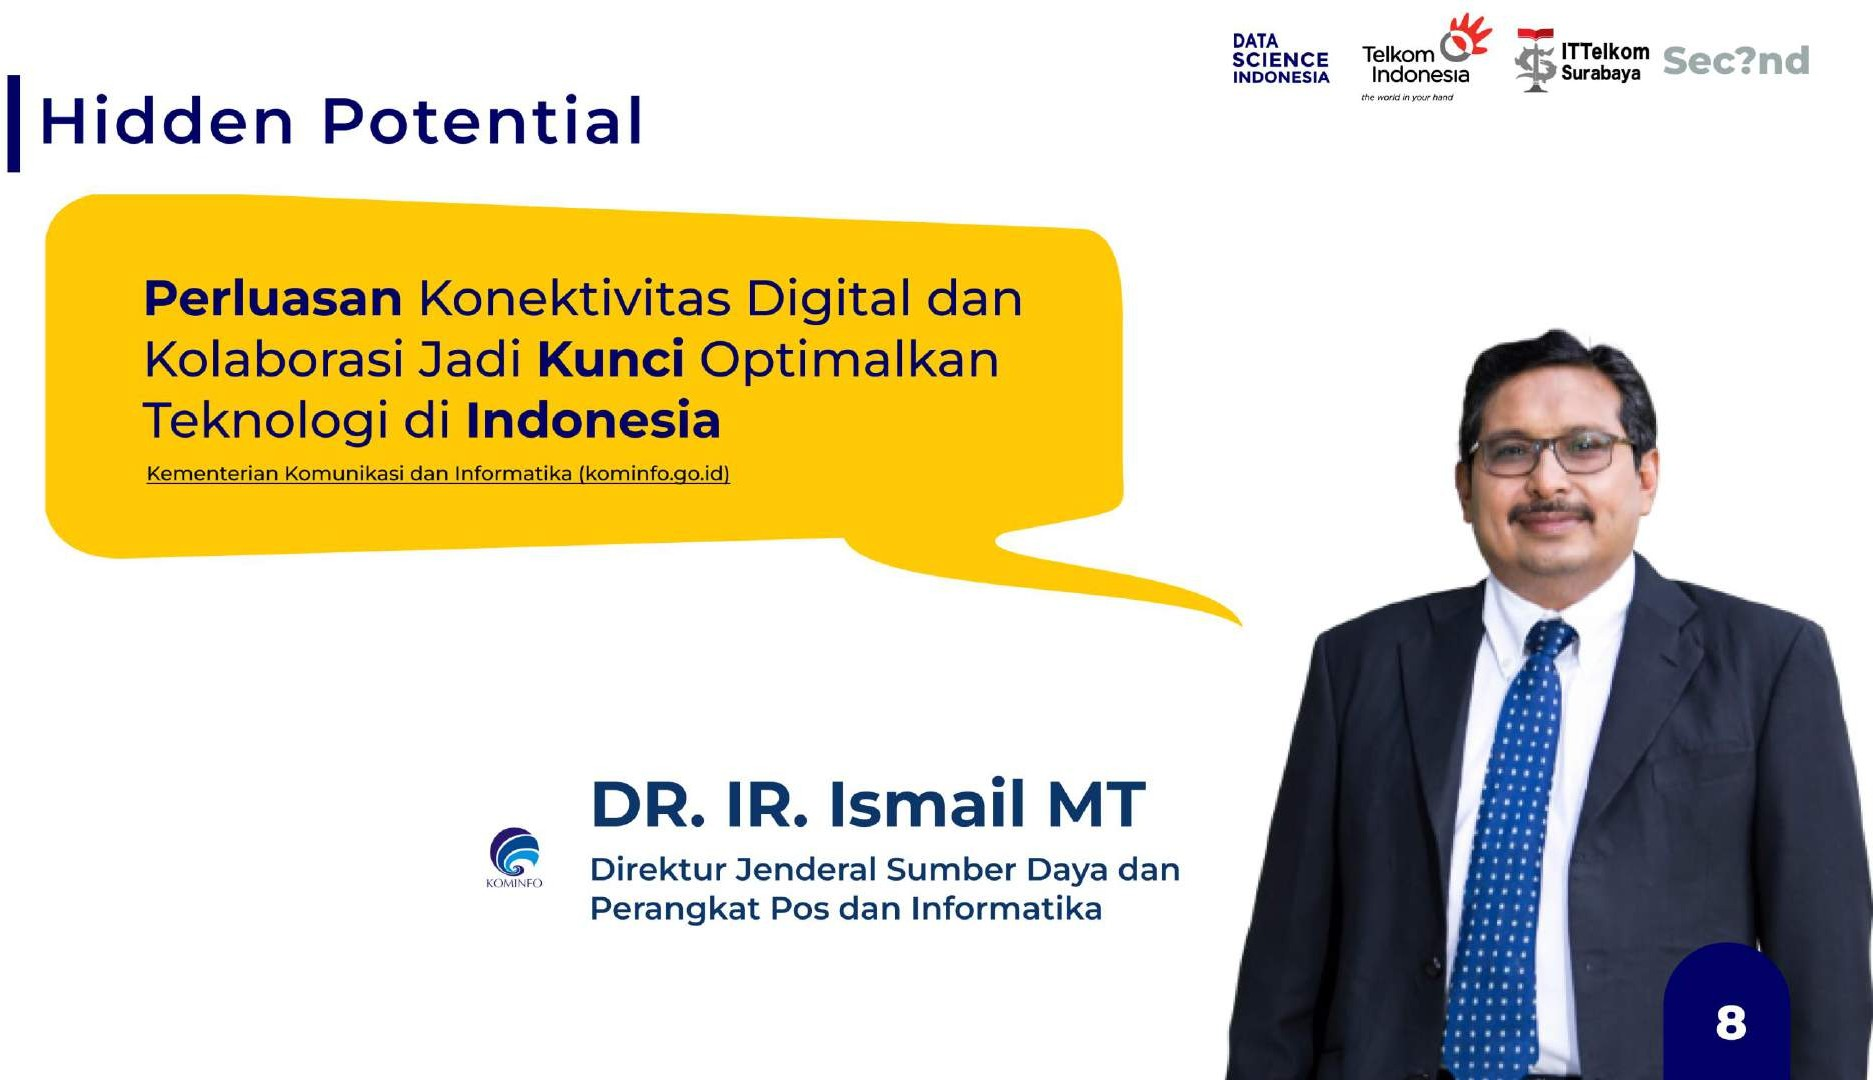 DATA
SCIENCE
INDONESIA
Telkom
Indonesia
the world in your hand
ITTelkom
Surabaya
Sec?nd
Hidden Potential
Perluasan Konektivitas Digital dan
Kolaborasi Jadi Kunci Optimalkan
Teknologi di Indonesia
Kementerian Komunikasi dan Informatika (kominfo.go.id)
DR. IR. Ismail MT
KOMINFO
Direktur Jenderal Sumber Daya dan
Perangkat Pos dan Informatika
8